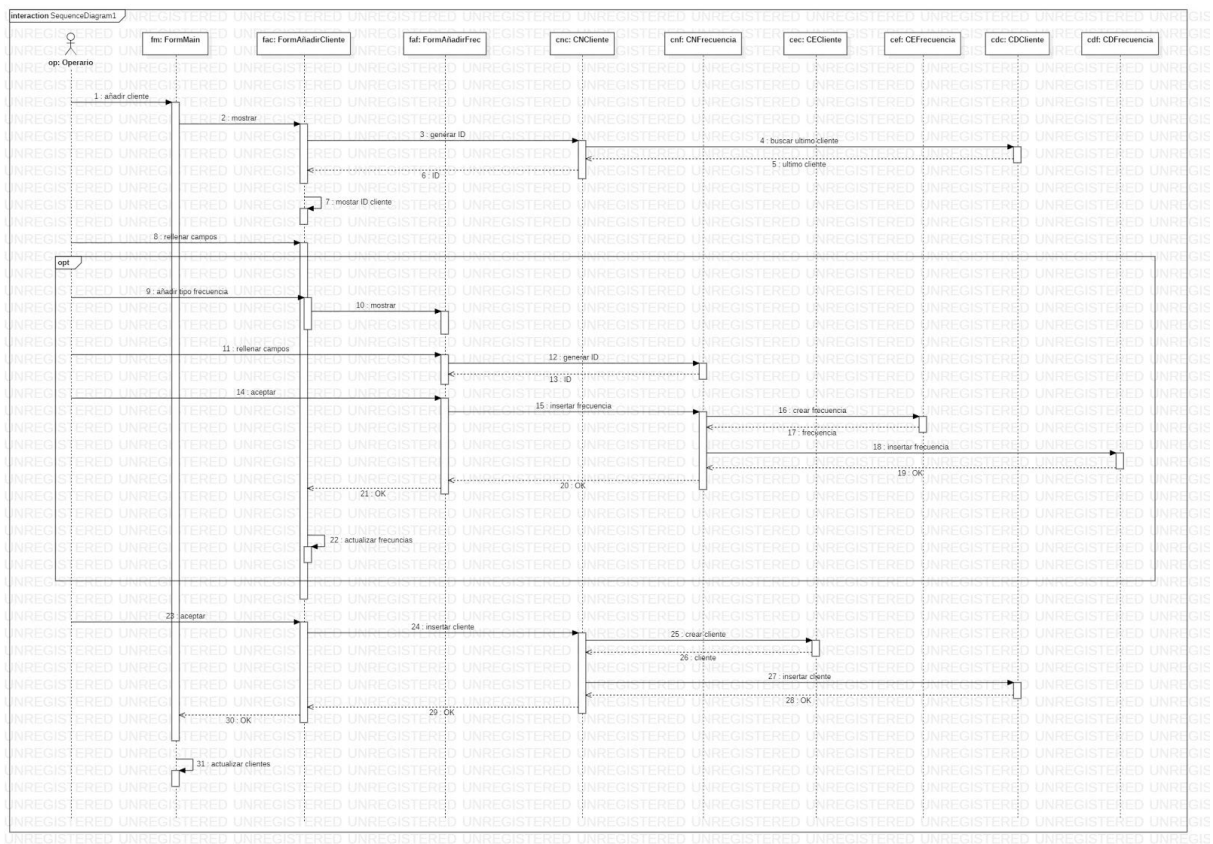 interaction SequenceDiagram1
fm: FormMain
fac: FormAñadirCliente
faf: FormAñadirFrec
cnc: CNCliente
cnf: CNFrecuencia
cec: CECliente
cef: CEFrecuencia
cdc: CDCliente
cdf: CDFrecuencia
op: Operario
1 : añadir cliente
2 : mostrar
3 : generar ID
4 : buscar ultimo cliente
5 : ultimo cliente
6 : ID
7 : mostar ID cliente
8 : rellenar campos
opt
9 : añadir tipo frecuencia
10 : mostrar
11 : rellenar campos
12 : generar ID
13 : ID
14 : aceptar
15 : insertar frecuencia
16 : crear frecuencia
17 : frecuencia
18 : insertar frecuencia
19 : OK
20 : OK
21 : OK
22 : actualizar frecuncias
23 : aceptar
24 : insertar cliente
25 : crear cliente
26 : cliente
27 : insertar cliente
28 : OK
29 : OK
30 : OK
31 : actualizar clientes
UNREGISTERED